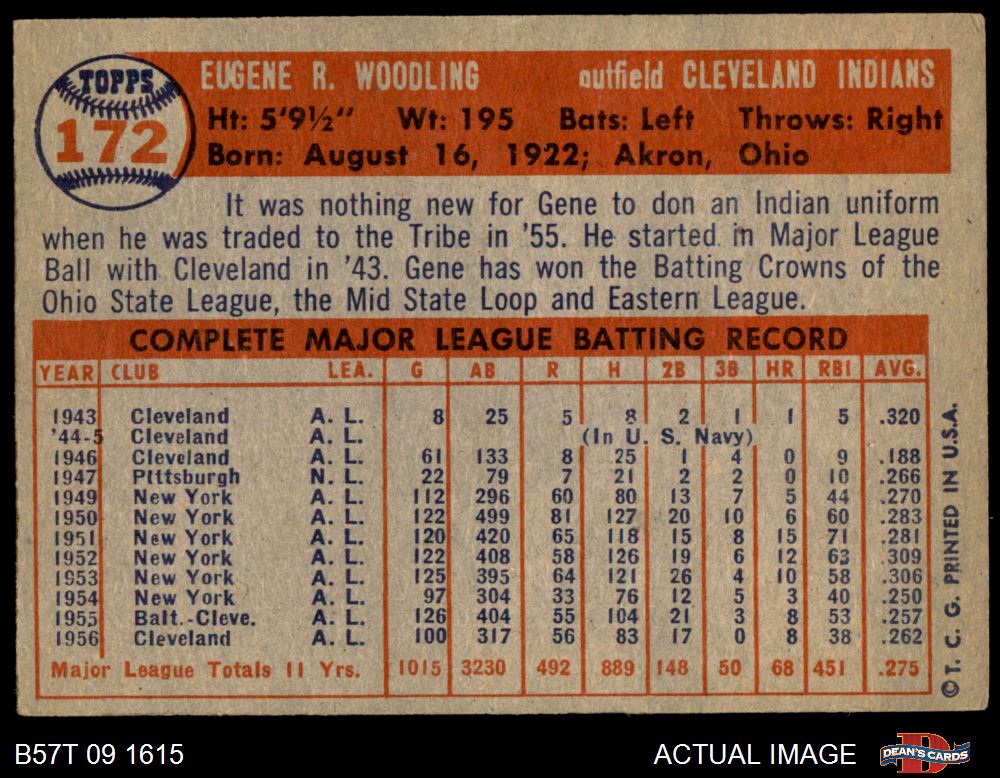 TOPPS
172
EUGENE R. WOODLING outfield CLEVELAND INDIANS
Ht: 5'9½" Wt: 195 Bats: Left Throws: Right
Born: August 16, 1922; Akron, Ohio
It was nothing new for Gene to don an Indian uniform
when he was traded to the Tribe in '55. He started in Major League
Ball with Cleveland in '43. Gene has won the Batting Crowns of the
Ohio State League, the Mid State Loop and Eastern League.
COMPLETE MAJOR LEAGUE BATTING RECORD
YEAR CLUB LEA. G AB R H 2B 3B HR RBI AVG.
1943 Cleveland A. L. 8 25 5 8 2 1 1 5 .320
'44-5 Cleveland A. L. (In U. S. Navy)
1946 Cleveland A. L. 61 133 8 25 1 4 0 9 .188
1947 Pittsburgh N. L. 22 79 7 21 2 2 0 10 .266
1949 New York A. L. 112 296 60 80 13 7 5 44 .270
1950 New York A. L. 122 499 81 127 20 10 6 60 .283
1951 New York A. L. 120 420 65 118 15 8 15 71 .281
1952 New York A. L. 122 408 58 126 19 6 12 63 .309
1953 New York A. L. 125 395 64 121 26 4 10 58 .306
1954 New York A. L. 97 304 33 76 12 5 3 40 .250
1955 Balt.-Cleve. A. L. 126 404 55 104 21 3 8 53 .257
1956 Cleveland A. L. 100 317 56 83 17 0 8 38 .262
Major League Totals 11 Yrs. 1015 3230 492 889 148 50 68 451 .275
©T. C. G. PRINTED IN U.S.A.
B57T 09 1615 ACTUAL IMAGE
D
DEAN'S CARDS